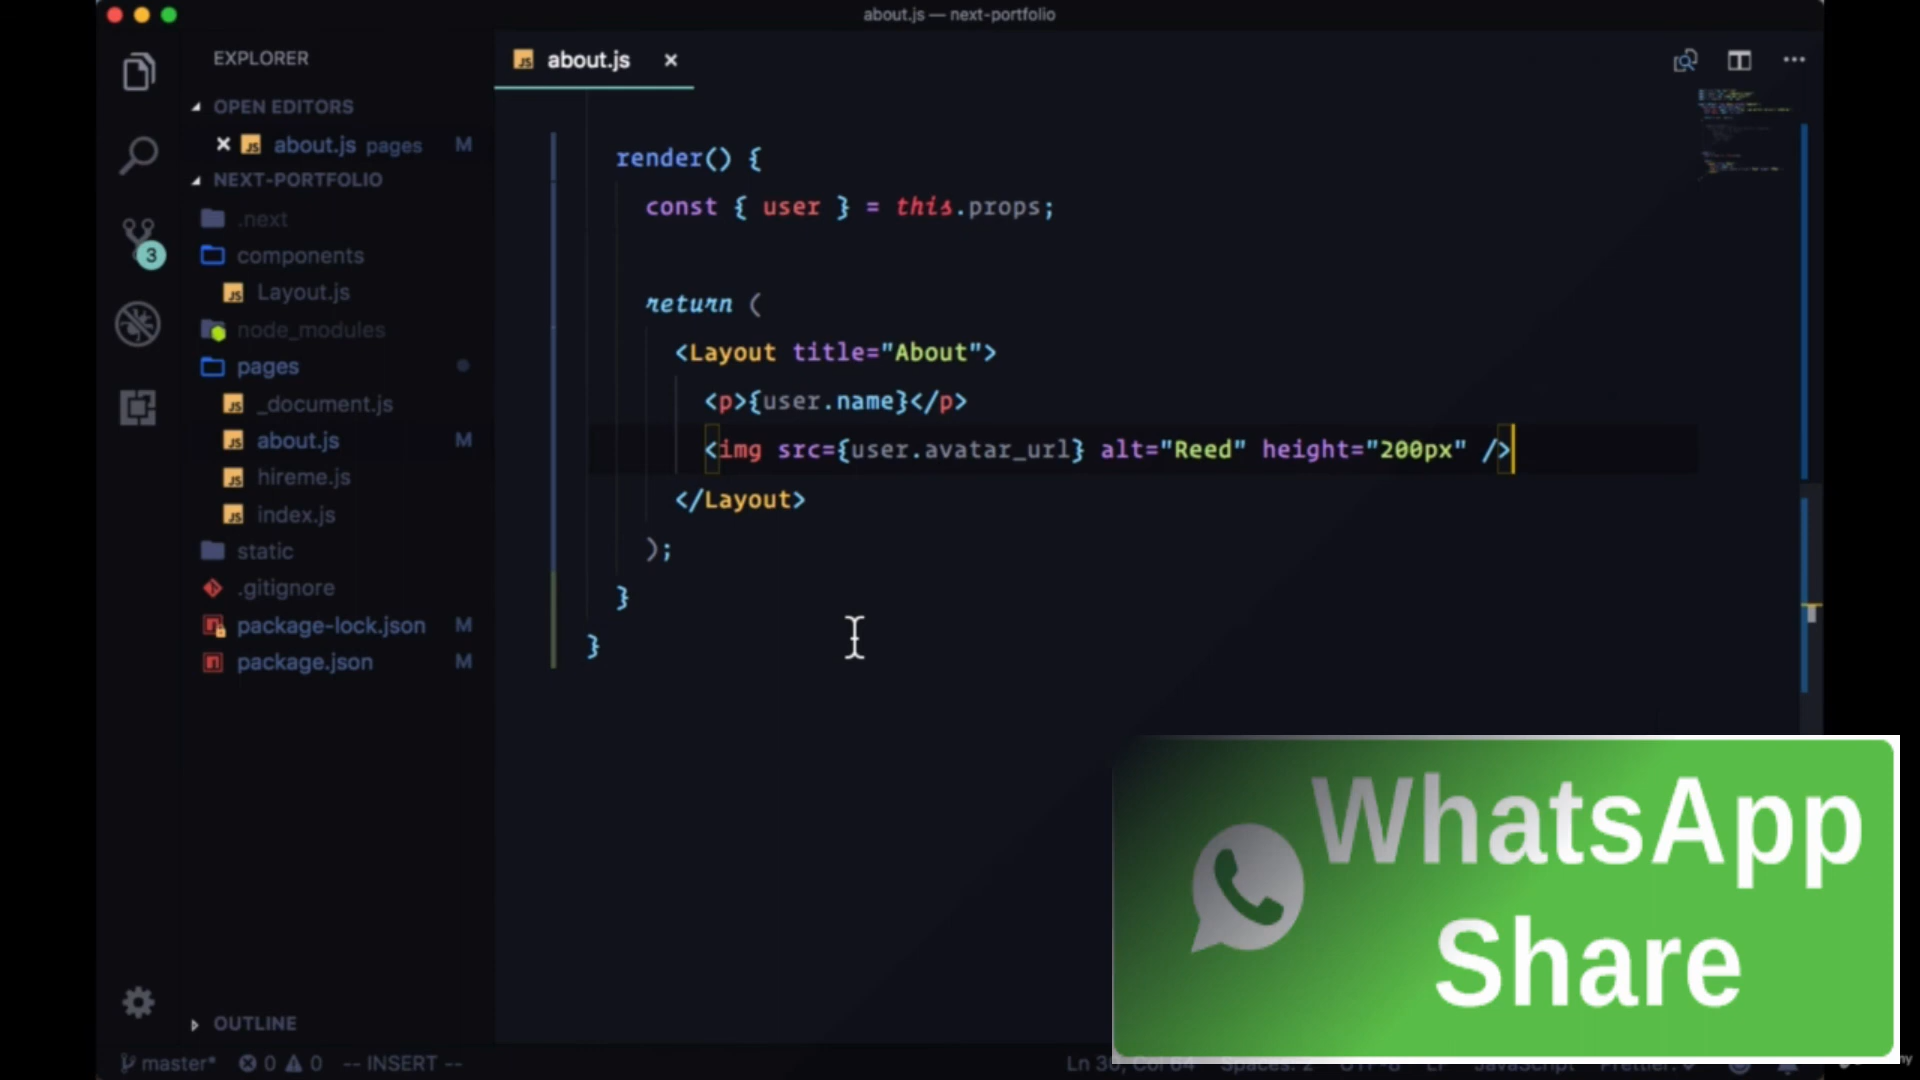 about.js — next-portfolio
EXPLORER
OPEN EDITORS
about.js pages M
NEXT-PORTFOLIO
.next
components
Layout.js
node_modules
pages
_document.js
about.js M
hireme.js
index.js
static
.gitignore
package-lock.json M
package.json M
OUTLINE
3
about.js
render() {
const { user } = this.props;
return (
<Layout title="About">
<p>{user.name}</p>
<img src={user.avatar_url} alt="Reed" height="200px" />
</Layout>
);
}
}
WhatsApp
Share
master* 0 0 -- INSERT --